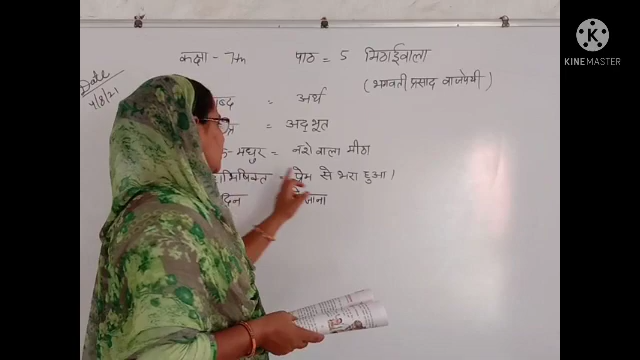 KINEMASTER
कक्षा - 7th पाठ = 5 मिठाईवाला
Date
(भगवती प्रसाद वाजपेयी)
4/8/21
= अर्थ
= अद्भूत
मधुर = नशे वाला मीठा
= प्रेम से भरा हुआ।
दिन